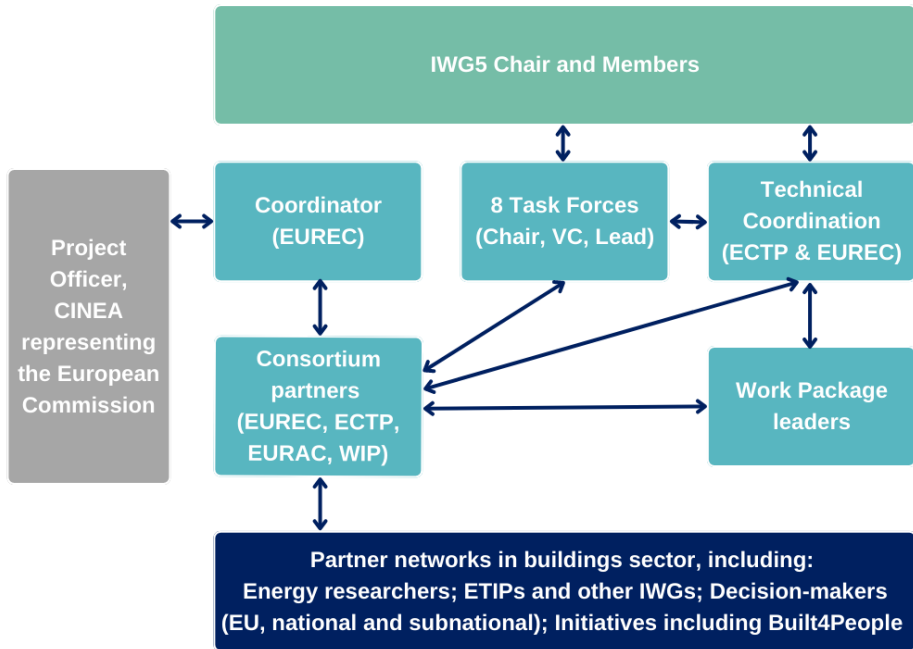 IWG5 Chair and Members
Project
Officer,
CINEA
representing
the European
Commission
Coordinator
(EUREC)
8 Task Forces
(Chair, VC, Lead)
Technical
Coordination
(ECTP & EUREC)
Consortium
partners
(EUREC, ECTP,
EURAC, WIP)
Work Package
leaders
Partner networks in buildings sector, including:
Energy researchers; ETIPs and other IWGs; Decision-makers
(EU, national and subnational); Initiatives including Built4People